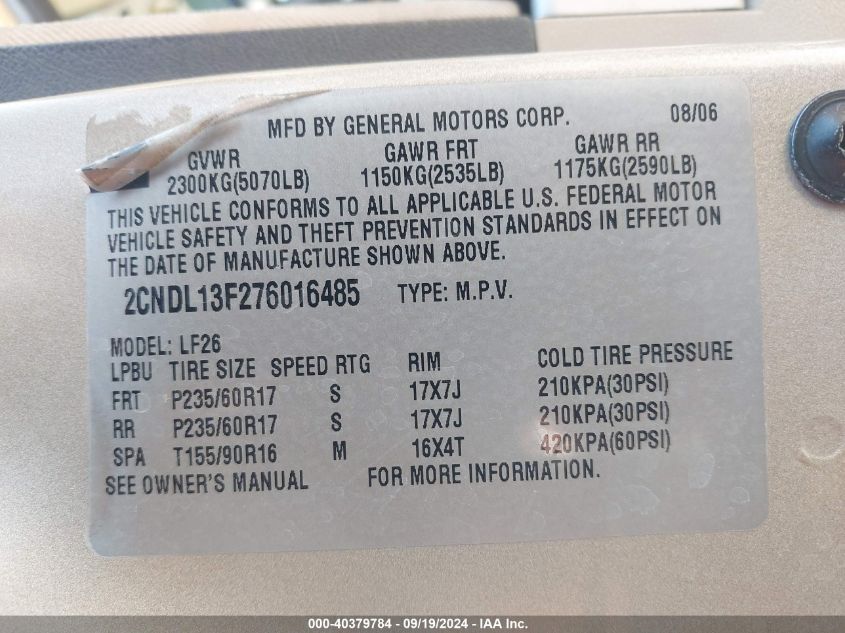 MFD BY GENERAL MOTORS CORP. 08/06
GVWR GAWR FRT GAWR RR
2300KG(5070LB) 1150KG(2535LB) 1175KG(2590LB)
THIS VEHICLE CONFORMS TO ALL APPLICABLE U.S. FEDERAL MOTOR
VEHICLE SAFETY AND THEFT PREVENTION STANDARDS IN EFFECT ON
THE DATE OF MANUFACTURE SHOWN ABOVE.
2CNDL13F276016485 TYPE: M.P.V.
MODEL: LF26
LPBU TIRE SIZE SPEED RTG RIM COLD TIRE PRESSURE
FRT P235/60R17 S 17X7J 210KPA(30PSI)
RR P235/60R17 S 17X7J 210KPA(30PSI)
SPA T155/90R16 M 16X4T 420KPA(60PSI)
SEE OWNER'S MANUAL FOR MORE INFORMATION.
000-40379784 - 09/19/2024 - IAA Inc.